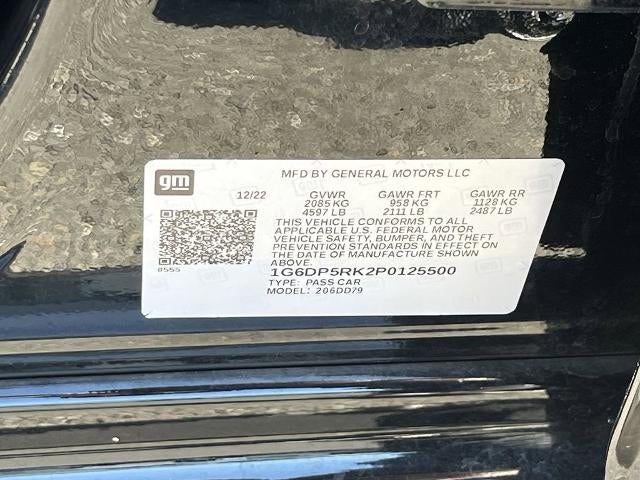 gm
MFD BY GENERAL MOTORS LLC
12/22 GVWR GAWR FRT GAWR RR
2085 KG 958 KG 1128 KG
4597 LB 2111 LB 2487 LB
THIS VEHICLE CONFORMS TO ALL
APPLICABLE U.S. FEDERAL MOTOR
VEHICLE SAFETY, BUMPER, AND THEFT
PREVENTION STANDARDS IN EFFECT ON
THE DATE OF MANUFACTURE SHOWN
ABOVE.
8555
1G6DP5RK2P0125500
TYPE: PASS CAR
MODEL: 206DD79